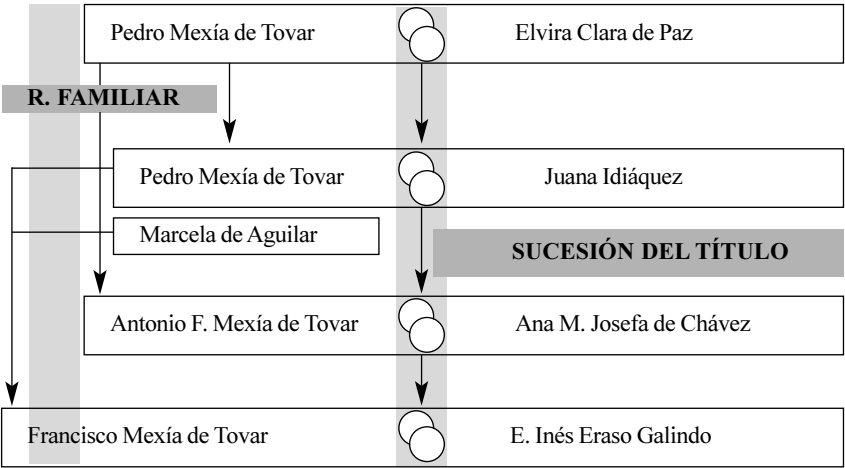 Pedro Mexía de Tovar Elvira Clara de Paz
R. FAMILIAR
Pedro Mexía de Tovar Juana Idiáquez
Marcela de Aguilar
SUCESIÓN DEL TÍTULO
Antonio F. Mexía de Tovar Ana M. Josefa de Chávez
Francisco Mexía de Tovar E. Inés Eraso Galindo